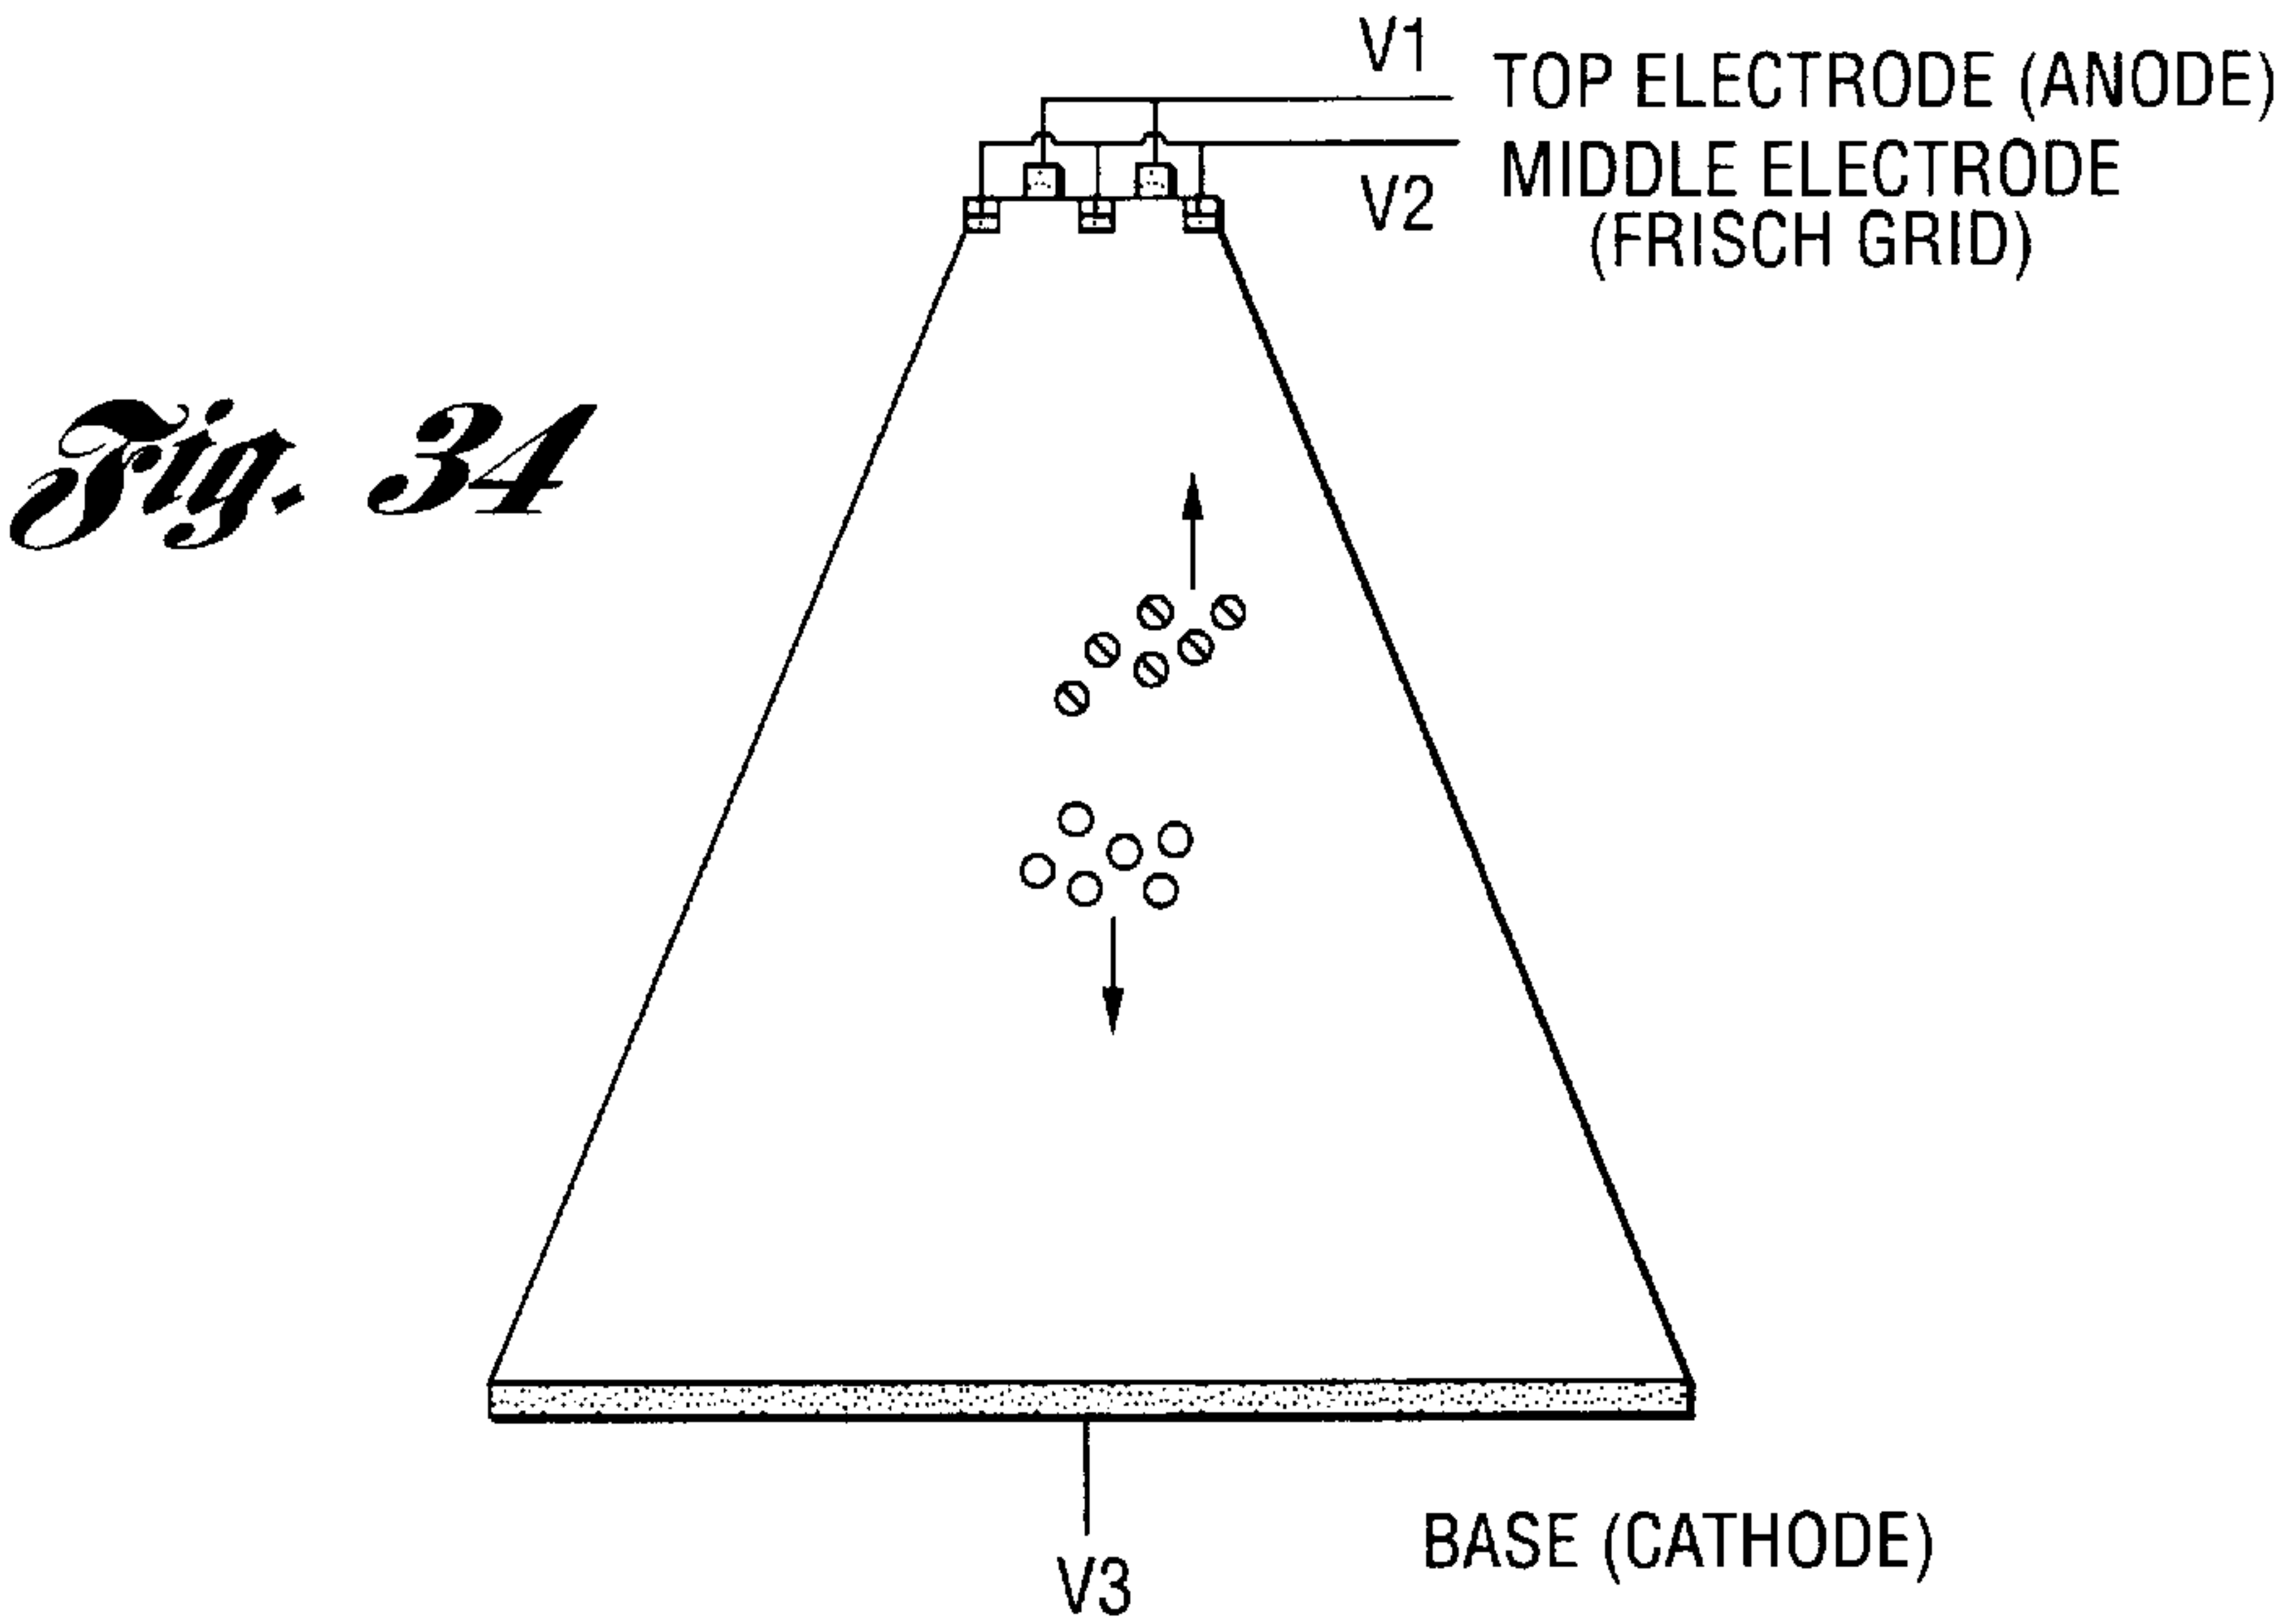 V1
TOP ELECTRODE (ANODE)
MIDDLE ELECTRODE
(FRISCH GRID)
V2
Fig. 34
BASE (CATHODE)
V3